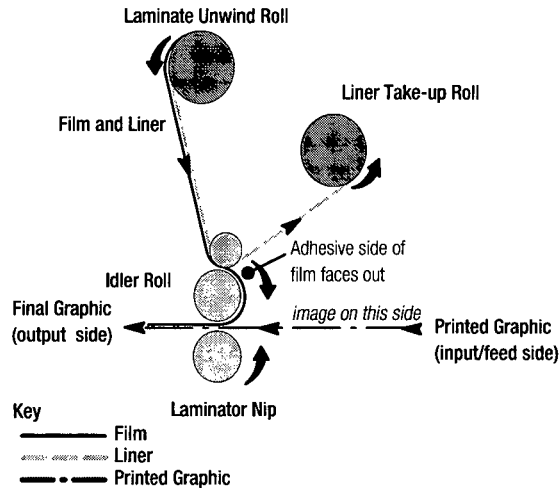 Laminate Unwind Roll
Liner Take-up Roll
Film and Liner
Adhesive side of
film faces out
Idler Roll
Final Graphic
(output side)
image on this side
Printed Graphic
(input/feed side)
Laminator Nip
Key
Film
Liner
Printed Graphic